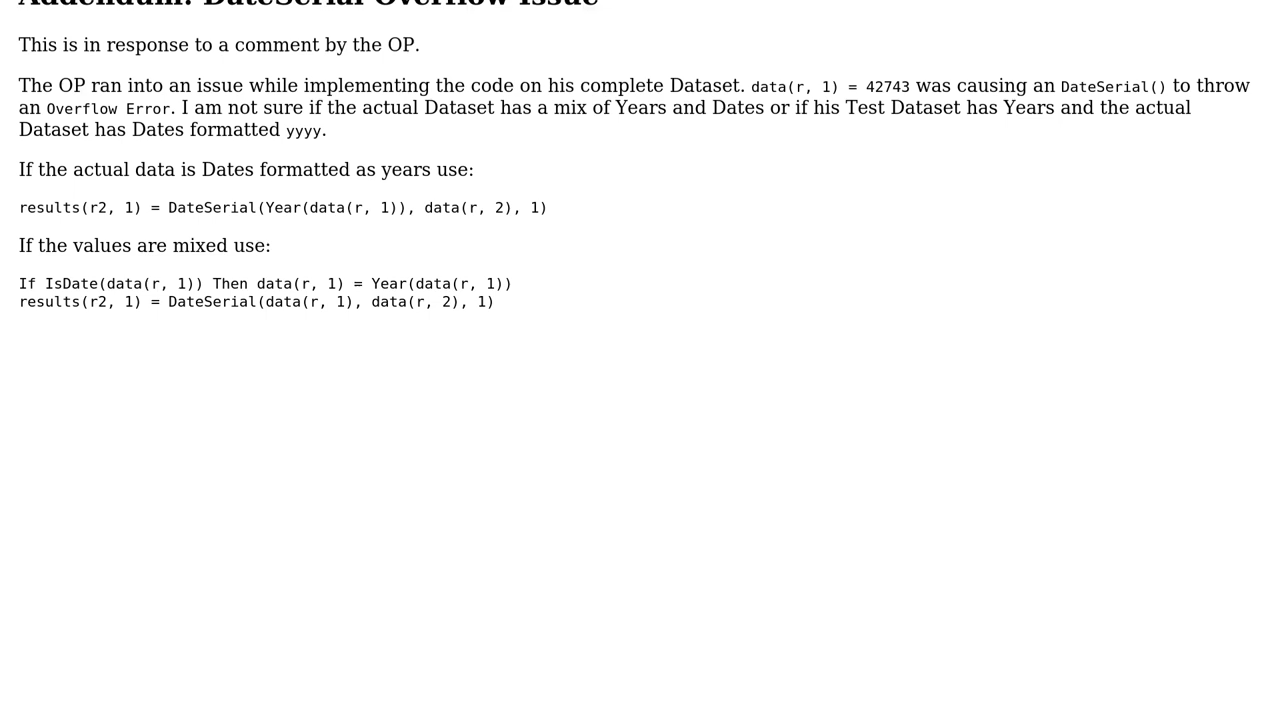 Addendum: DateSerial Overflow Issue
This is in response to a comment by the OP.
The OP ran into an issue while implementing the code on his complete Dataset. data(r, 1) = 42743 was causing an DateSerial() to throw
an Overflow Error. I am not sure if the actual Dataset has a mix of Years and Dates or if his Test Dataset has Years and the actual
Dataset has Dates formatted yyyy.
If the actual data is Dates formatted as years use:
results(r2, 1) = DateSerial(Year(data(r, 1)), data(r, 2), 1)
If the values are mixed use:
If IsDate(data(r, 1)) Then data(r, 1) = Year(data(r, 1))
results(r2, 1) = DateSerial(data(r, 1), data(r, 2), 1)